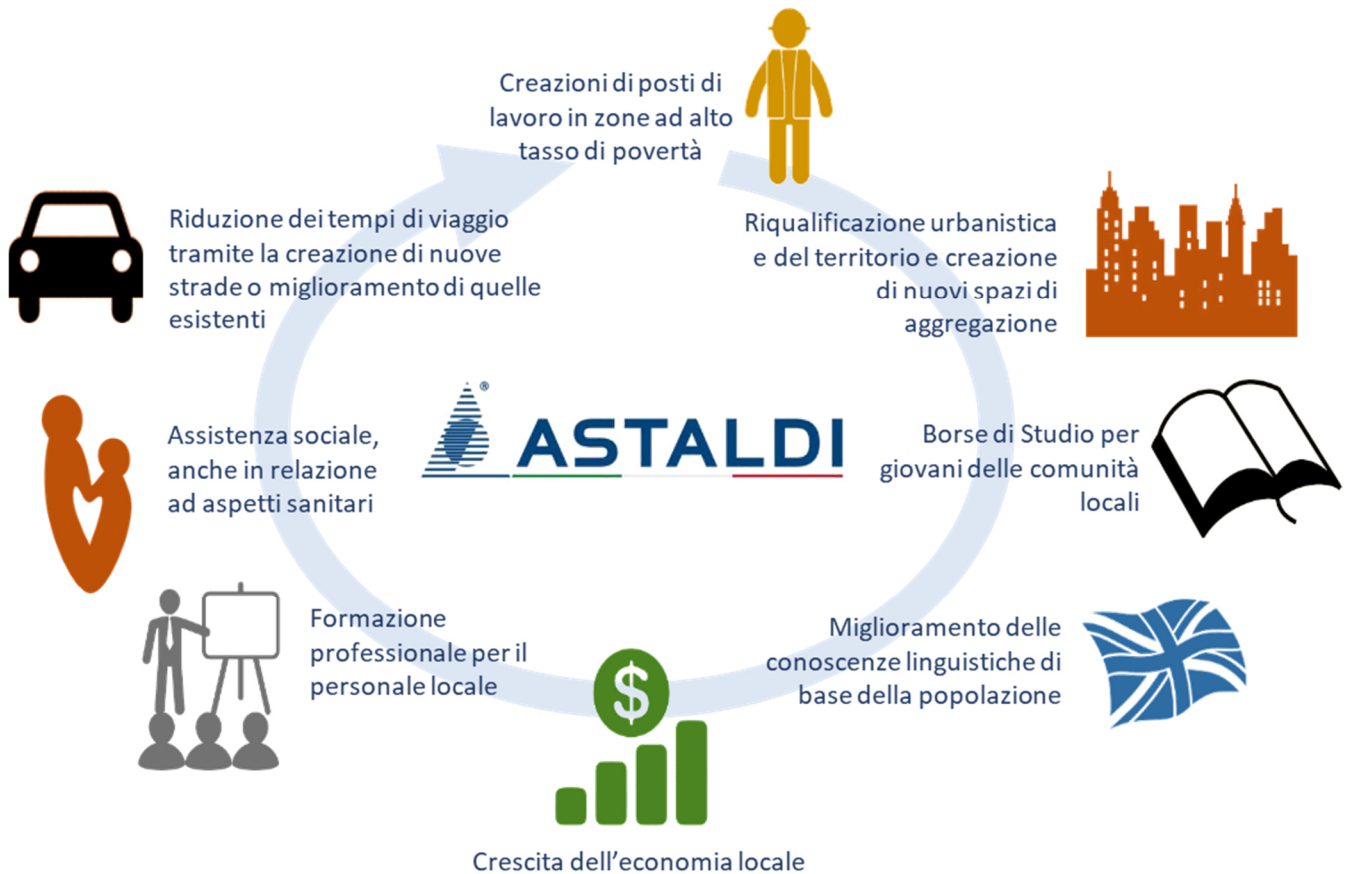 Creazioni di posti di
lavoro in zone ad alto
tasso di povertà
Riqualificazione urbanistica
e del territorio e creazione
di nuovi spazi di
aggregazione
Borse di Studio per
giovani delle comunità
locali
Miglioramento delle
conoscenze linguistiche di
base della popolazione
$
Crescita dell’economia locale
Formazione
professionale per il
personale locale
Assistenza sociale,
anche in relazione
ad aspetti sanitari
Riduzione dei tempi di viaggio
tramite la creazione di nuove
strade o miglioramento di quelle
esistenti
®
ASTALDI